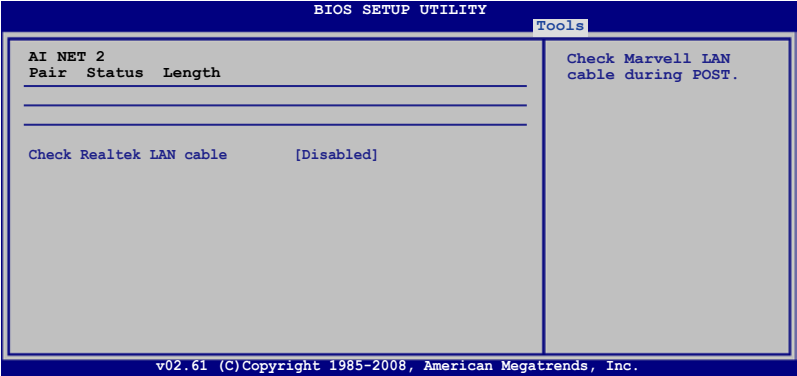 BIOS SETUP UTILITY
Tools
AI NET 2
Pair Status Length
Check Realtek LAN cable [Disabled]
Check Marvell LAN
cable during POST.
v02.61 (C)Copyright 1985-2008, American Megatrends, Inc.